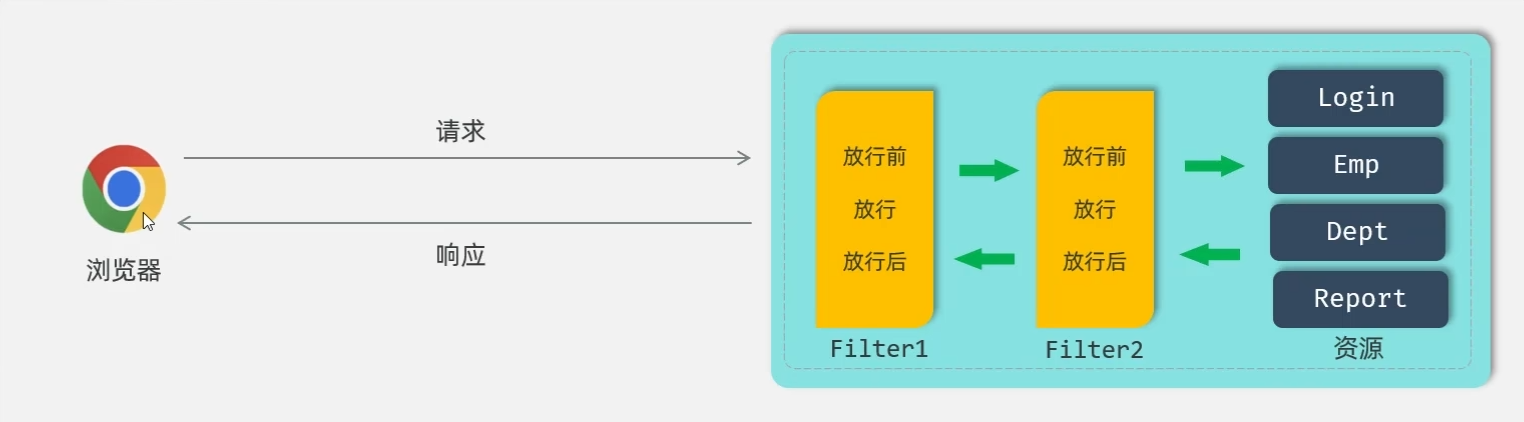 请求
响应
浏览器
放行前
放行
放行后
Filter1
放行前
放行
放行后
Filter2
Login
Emp
Dept
Report
资源